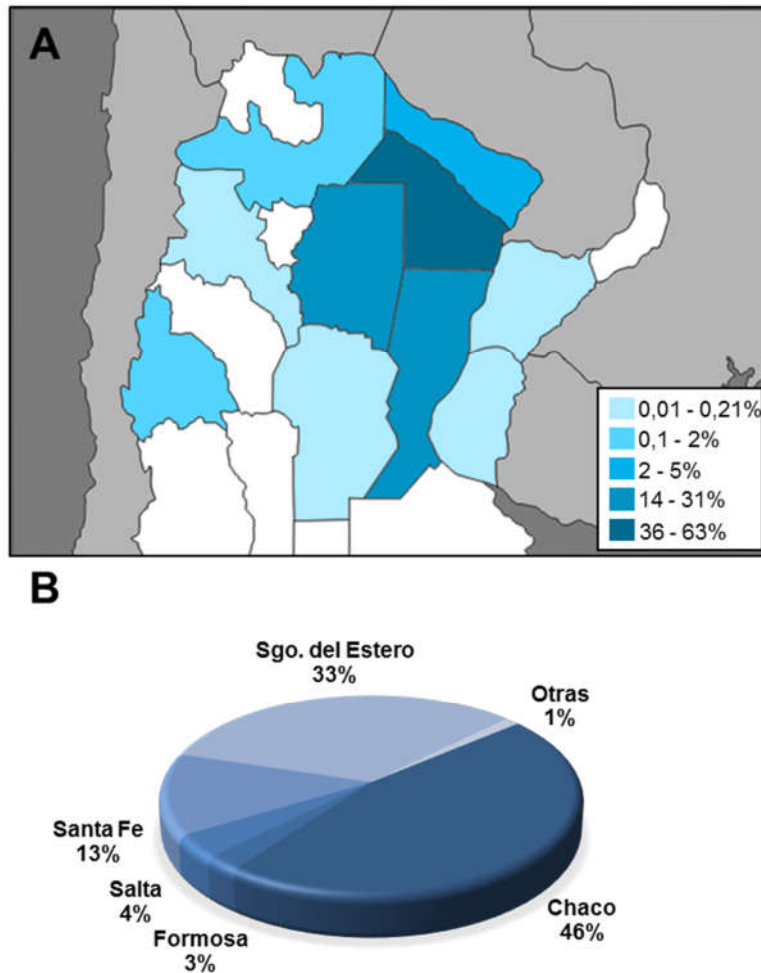 A
0,01 - 0,21%
0,1 - 2%
2 - 5%
14 - 31%
36 - 63%
B
Sgo. del Estero
33%
Otras
1%
Santa Fe
13%
Salta
4%
Formosa
3%
Chaco
46%